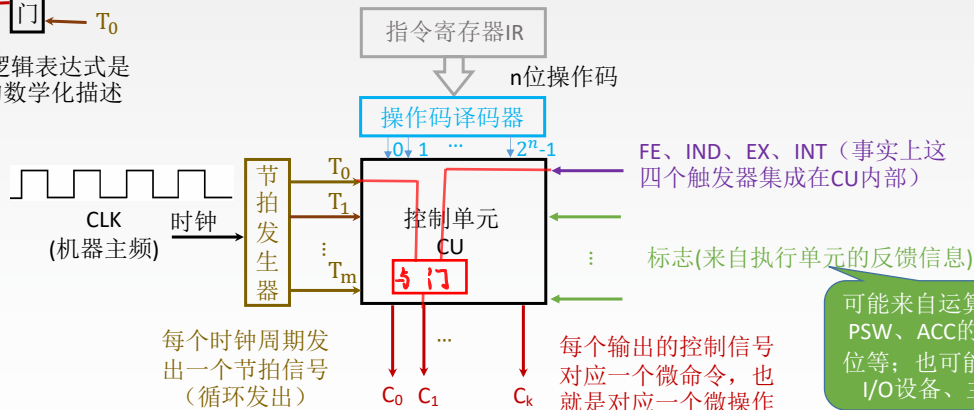 门
T₀
逻辑表达式是
数学化描述
指令寄存器IR
n位操作码
操作码译码器
0 1 ... 2ⁿ-1
CLK
(机器主频)
时钟
节拍发生器
T₀
T₁
⋮
Tₘ
控制单元
CU
与门
FE、IND、EX、INT（事实上这
四个触发器集成在CU内部）
⋮
标志(来自执行单元的反馈信息)
可能来自运算
PSW、ACC的
位等；也可能
I/O设备、主
每个时钟周期发
出一个节拍信号
（循环发出）
...
C₀ C₁ Cₖ
每个输出的控制信号
对应一个微命令，也
就是对应一个微操作